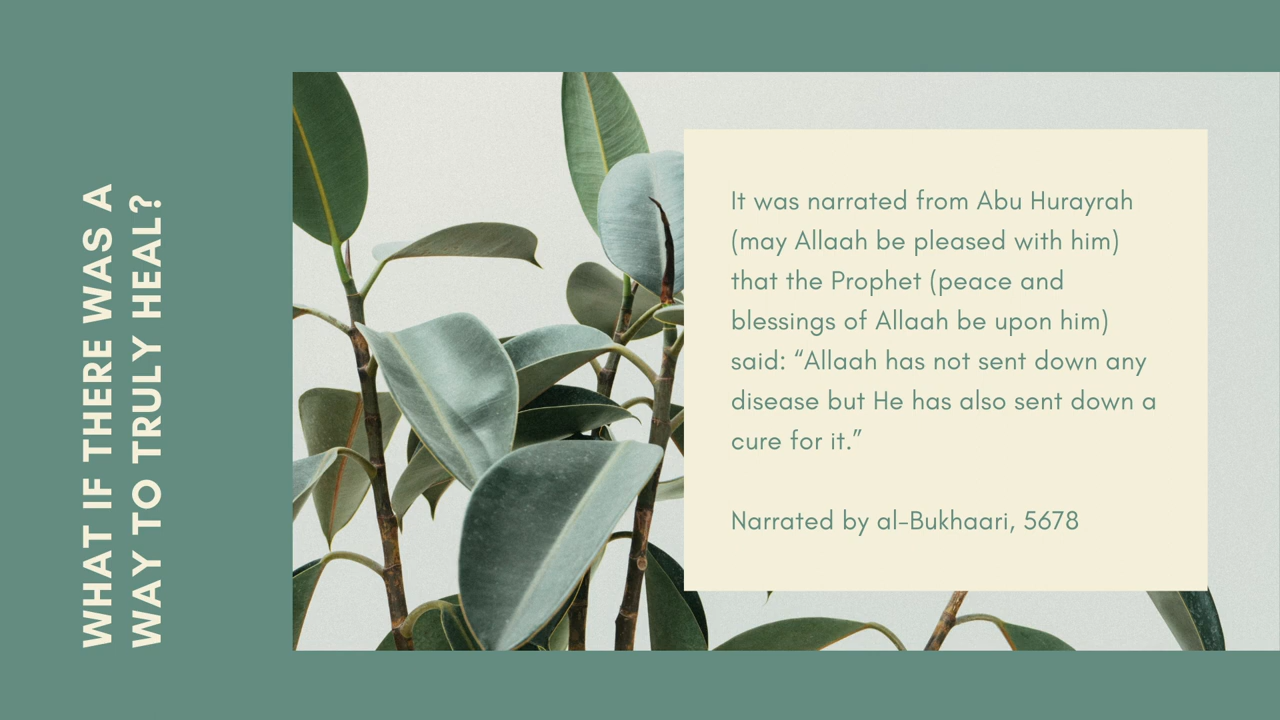 WHAT IF THERE WAS A
WAY TO TRULY HEAL?
It was narrated from Abu Hurayrah
(may Allaah be pleased with him)
that the Prophet (peace and
blessings of Allaah be upon him)
said: “Allaah has not sent down any
disease but He has also sent down a
cure for it.”
Narrated by al-Bukhaari, 5678